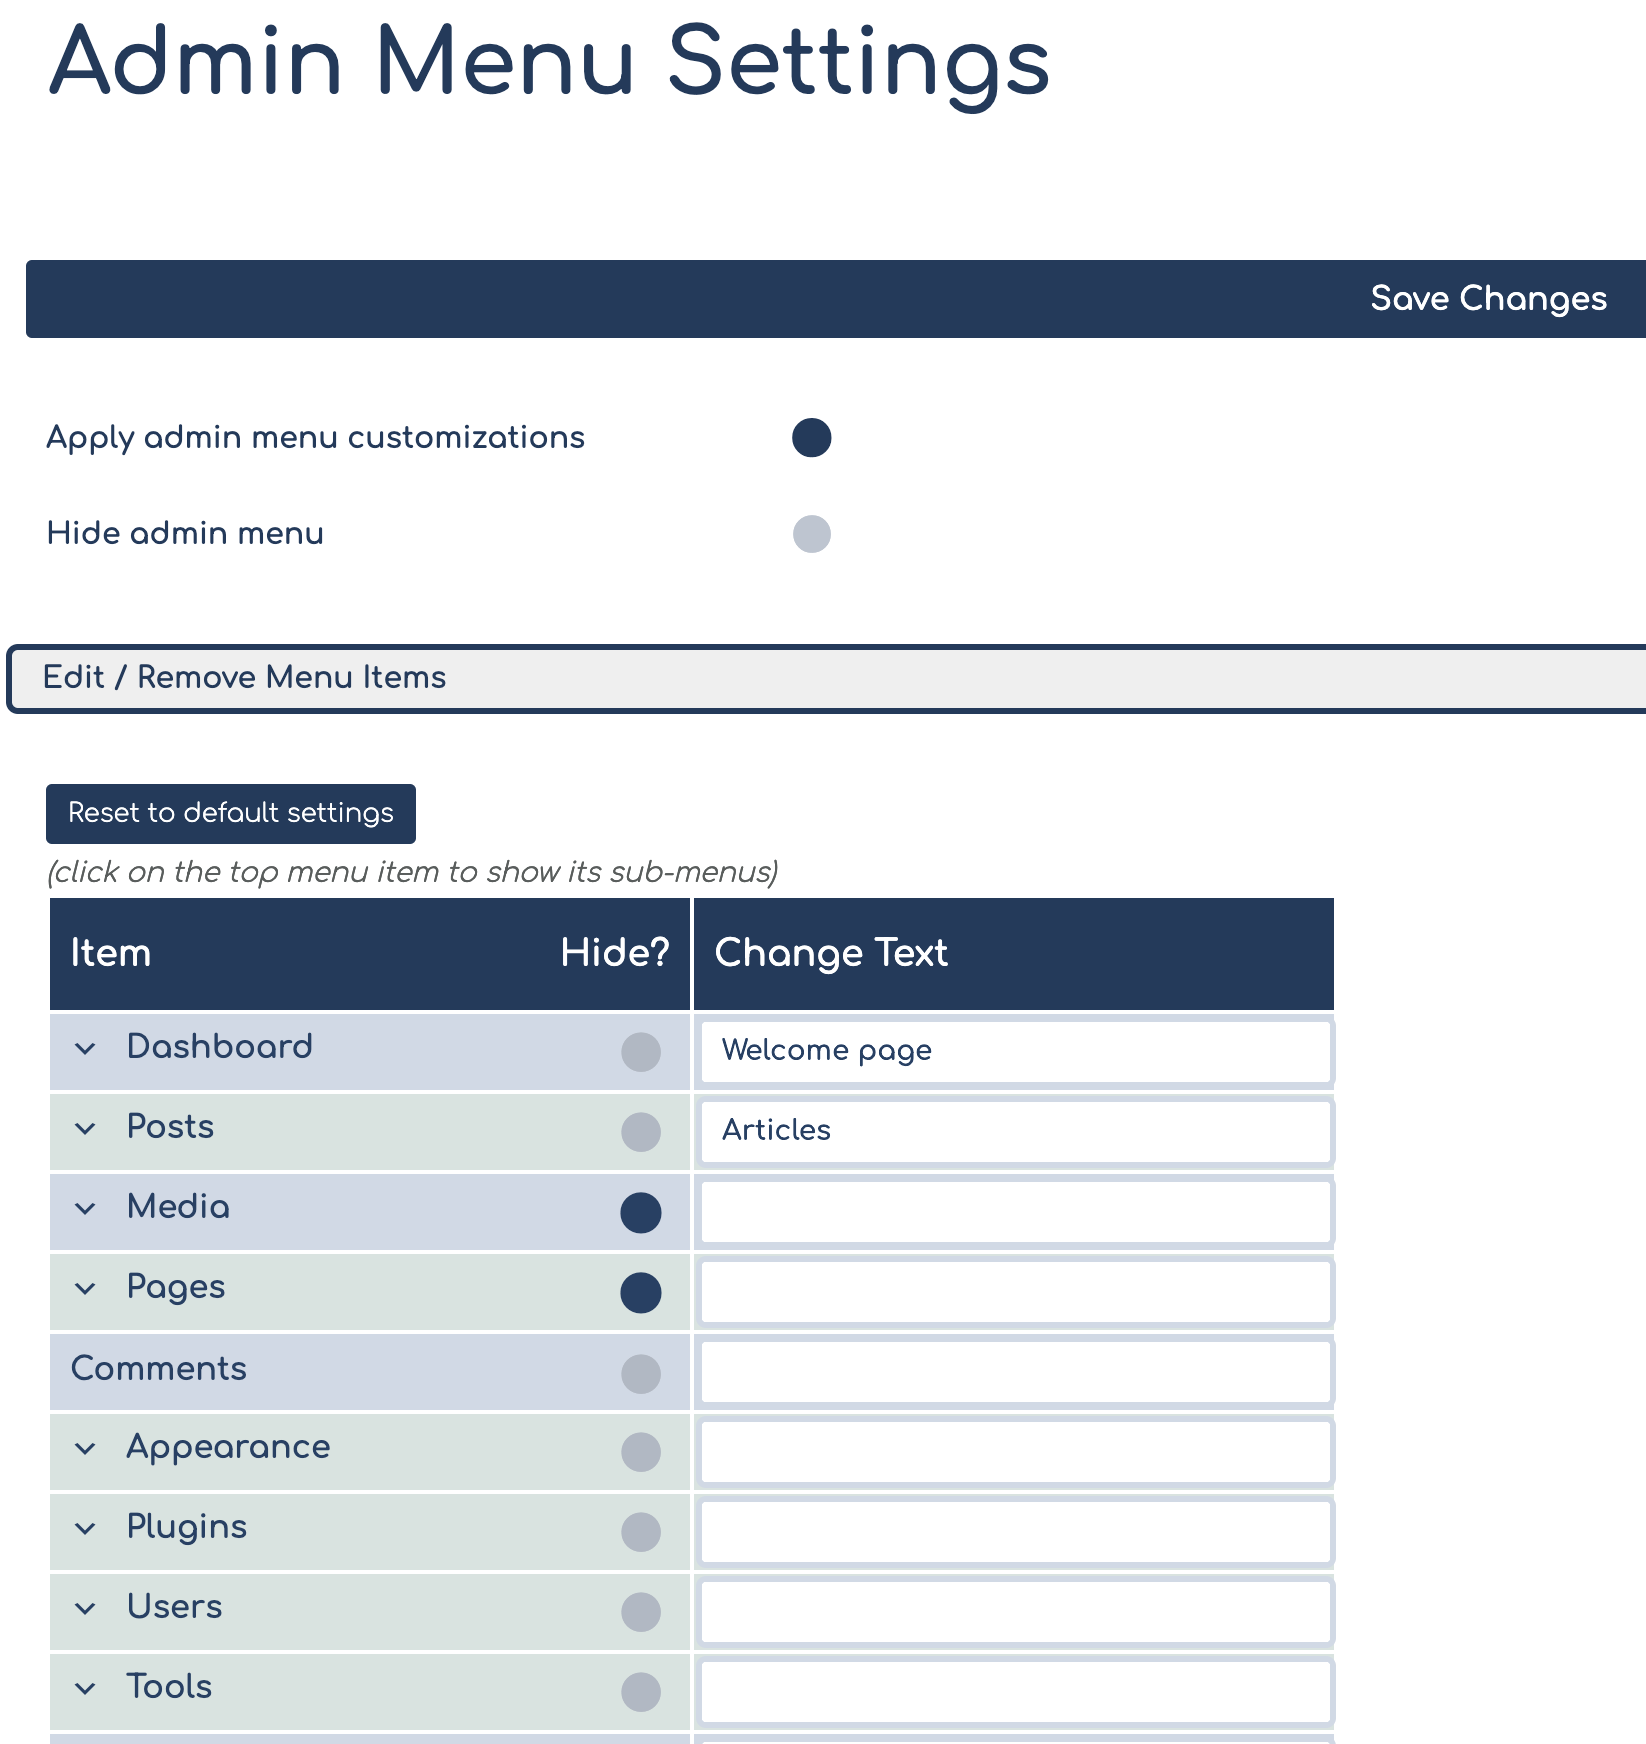 Admin Menu Settings
Save Changes
Apply admin menu customizations
Hide admin menu
Edit / Remove Menu Items
Reset to default settings
(click on the top menu item to show its sub-menus)
Item Hide? Change Text
Dashboard Welcome page
Posts Articles
Media
Pages
Comments
Appearance
Plugins
Users
Tools